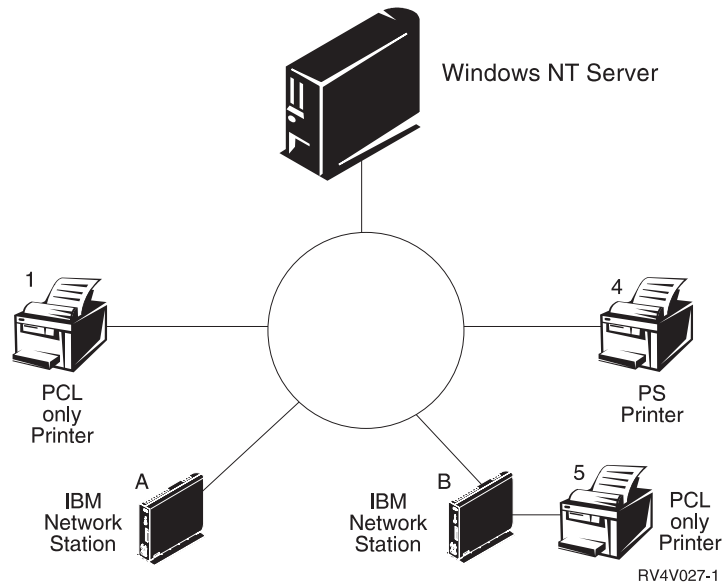 Windows NT Server
1
PCL
only
Printer
4
PS
Printer
A
IBM
Network
Station
B
IBM
Network
Station
5
PCL
only
Printer
RV4V027-1